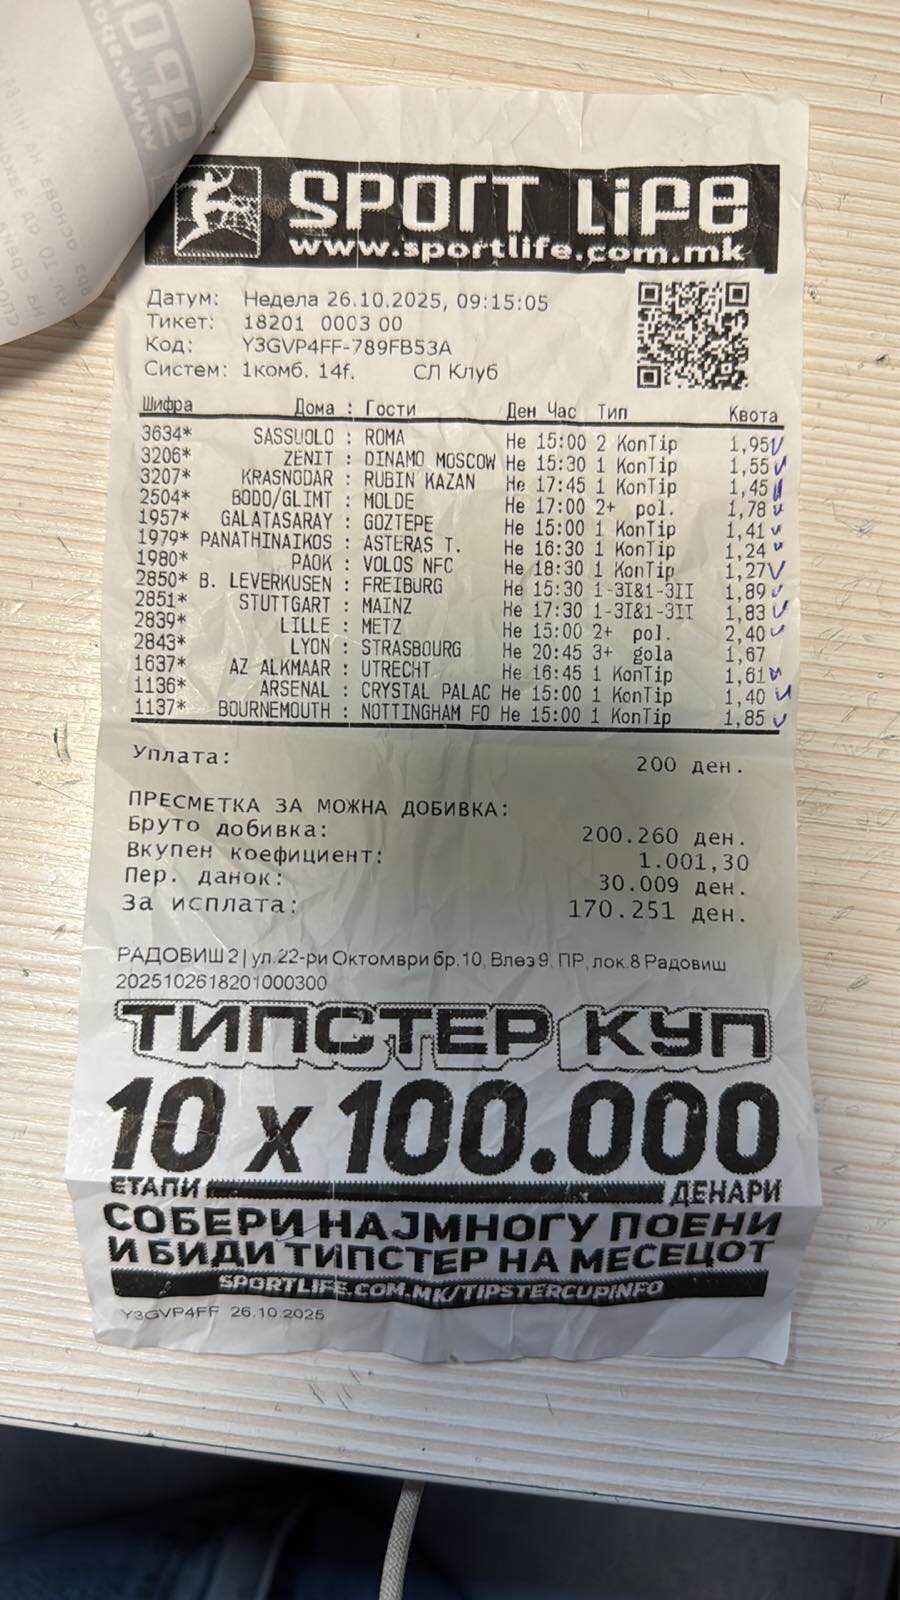 SPORT LIFE
www.sportlife.com.mk
Датум: Недела 26.10.2025, 09:15:05
Тикет: 18201 0003 00
Код: Y3GVP4FF-789FB53A
Систем: 1комб. 14f. СЛ Клуб
Шифра Дома : Гости Ден Час Тип Квота
3634* SASSUOLO : ROMA Не 15:00 2 KonTip 1,95
3206* ZENIT : DINAMO MOSCOW Не 15:30 1 KonTip 1,55
3207* KRASNODAR : RUBIN KAZAN Не 17:45 1 KonTip 1,45
2504* BODO/GLIMT : MOLDE Не 17:00 2+ pol. 1,78
1957* GALATASARAY : GOZTEPE Не 15:00 1 KonTip 1,41
1979* PANATHINAIKOS : ASTERAS T. Не 16:30 1 KonTip 1,24
1980* PAOK : VOLOS NFC Не 18:30 1 KonTip 1,27
2850* B. LEVERKUSEN : FREIBURG Не 15:30 1-3I&1-3II 1,89
2851* STUTTGART : MAINZ Не 17:30 1-3I&1-3II 1,83
2839* LILLE : METZ Не 15:00 2+ pol. 2,40
2843* LYON : STRASBOURG Не 20:45 3+ gola 1,67
1637* AZ ALKMAAR : UTRECHT Не 16:45 1 KonTip 1,61
1136* ARSENAL : CRYSTAL PALAC Не 15:00 1 KonTip 1,40
1137* BOURNEMOUTH : NOTTINGHAM FO Не 15:00 1 KonTip 1,85
Уплата: 200 ден.
ПРЕСМЕТКА ЗА МОЖНА ДОБИВКА:
Бруто добивка: 200.260 ден.
Вкупен коефициент: 1.001,30
Пер. данок: 30.009 ден.
За исплата: 170.251 ден.
РАДОВИШ 2 | ул.22-ри Октомври бр.10, Влез 9, ПР, лок.8 Радовиш
2025102618201000300
ТИПСТЕР КУП
10 x 100.000
ЕТАПИ ДЕНАРИ
СОБЕРИ НАЈМНОГУ ПОЕНИ
И БИДИ ТИПСТЕР НА МЕСЕЦОТ
SPORTLIFE.COM.MK/TIPSTERCUPINFO
Y3GVP4FF 26.10.2025